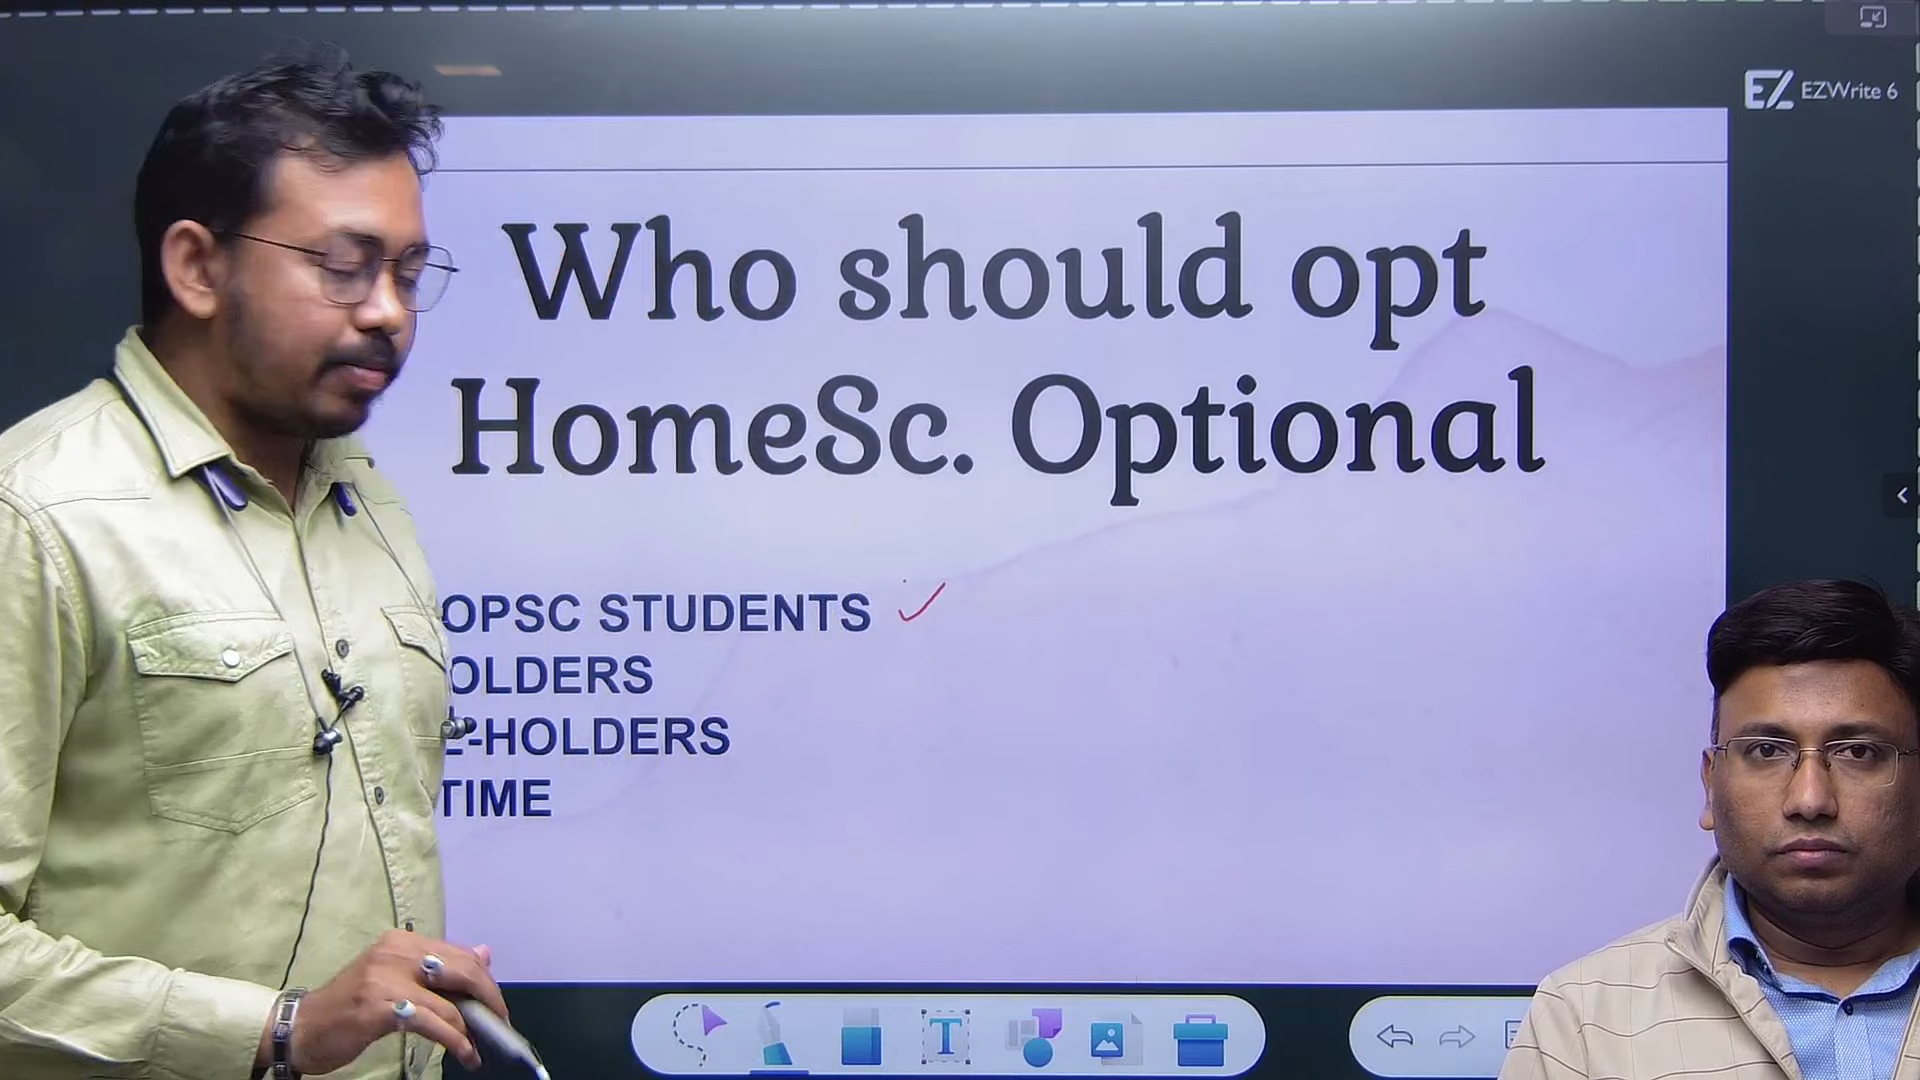 EZWrite 6
Who should opt
HomeSc. Optional
OPSC STUDENTS
OLDERS
-HOLDERS
TIME